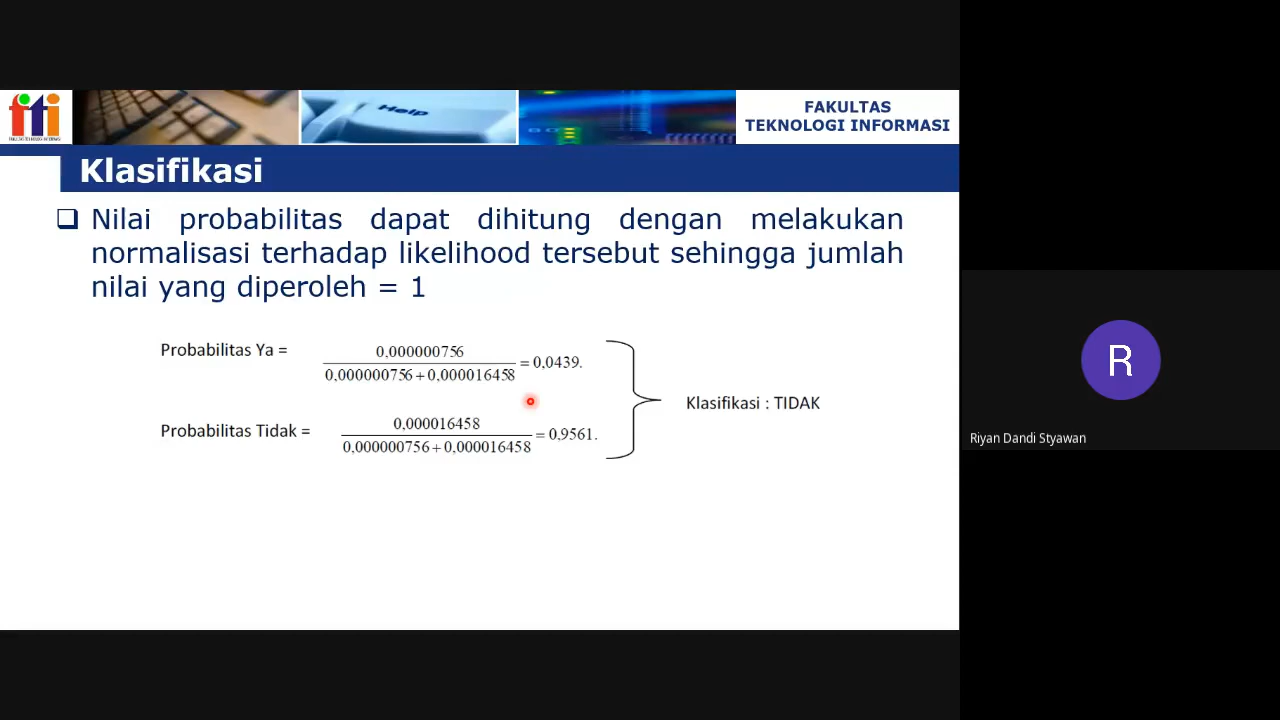 fiti
Help
FAKULTAS
TEKNOLOGI INFORMASI
Klasifikasi
❑ Nilai probabilitas dapat dihitung dengan melakukan
normalisasi terhadap likelihood tersebut sehingga jumlah
nilai yang diperoleh = 1
Probabilitas Ya =
0,000000756
0,000000756 + 0,000016458
= 0,0439.
Klasifikasi : TIDAK
Probabilitas Tidak =
0,000016458
0,000000756 + 0,000016458
= 0,9561.
R
Riyan Dandi Styawan